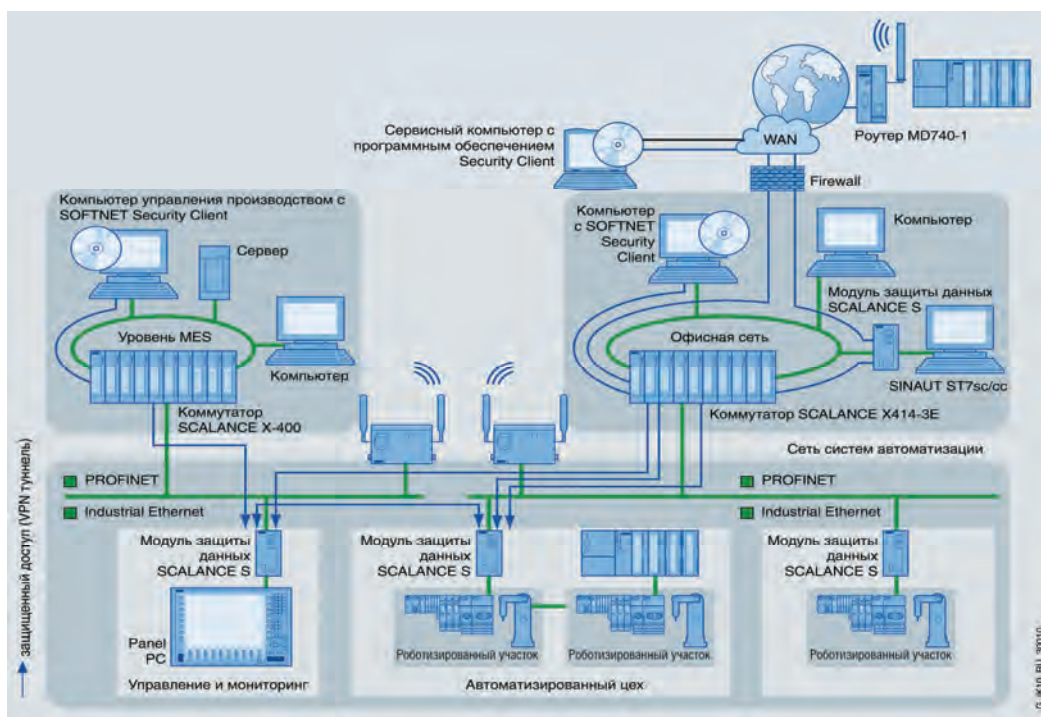 WAN
Роутер MD740-1
Сервисный компьютер с
программным обеспечением
Security Client
Firewall
Компьютер управления производством с
SOFTNET Security Client
Сервер
Уровень MES
Компьютер
Коммутатор
SCALANCE X-400
Компьютер
с SOFTNET
Security
Client
Компьютер
Модуль защиты данных
SCALANCE S
Офисная сеть
SINAUT ST7sc/cc
Коммутатор SCALANCE X414-3E
Сеть систем автоматизации
PROFINET
Industrial Ethernet
PROFINET
Industrial Ethernet
Модуль защиты
данных
SCALANCE S
Panel
PC
Управление и мониторинг
Модуль защиты
данных
SCALANCE S
Роботизированный участок
Роботизированный участок
Автоматизированный цех
Модуль защиты
данных
SCALANCE S
Роботизированный участок
защищенный доступ (VPN туннель)